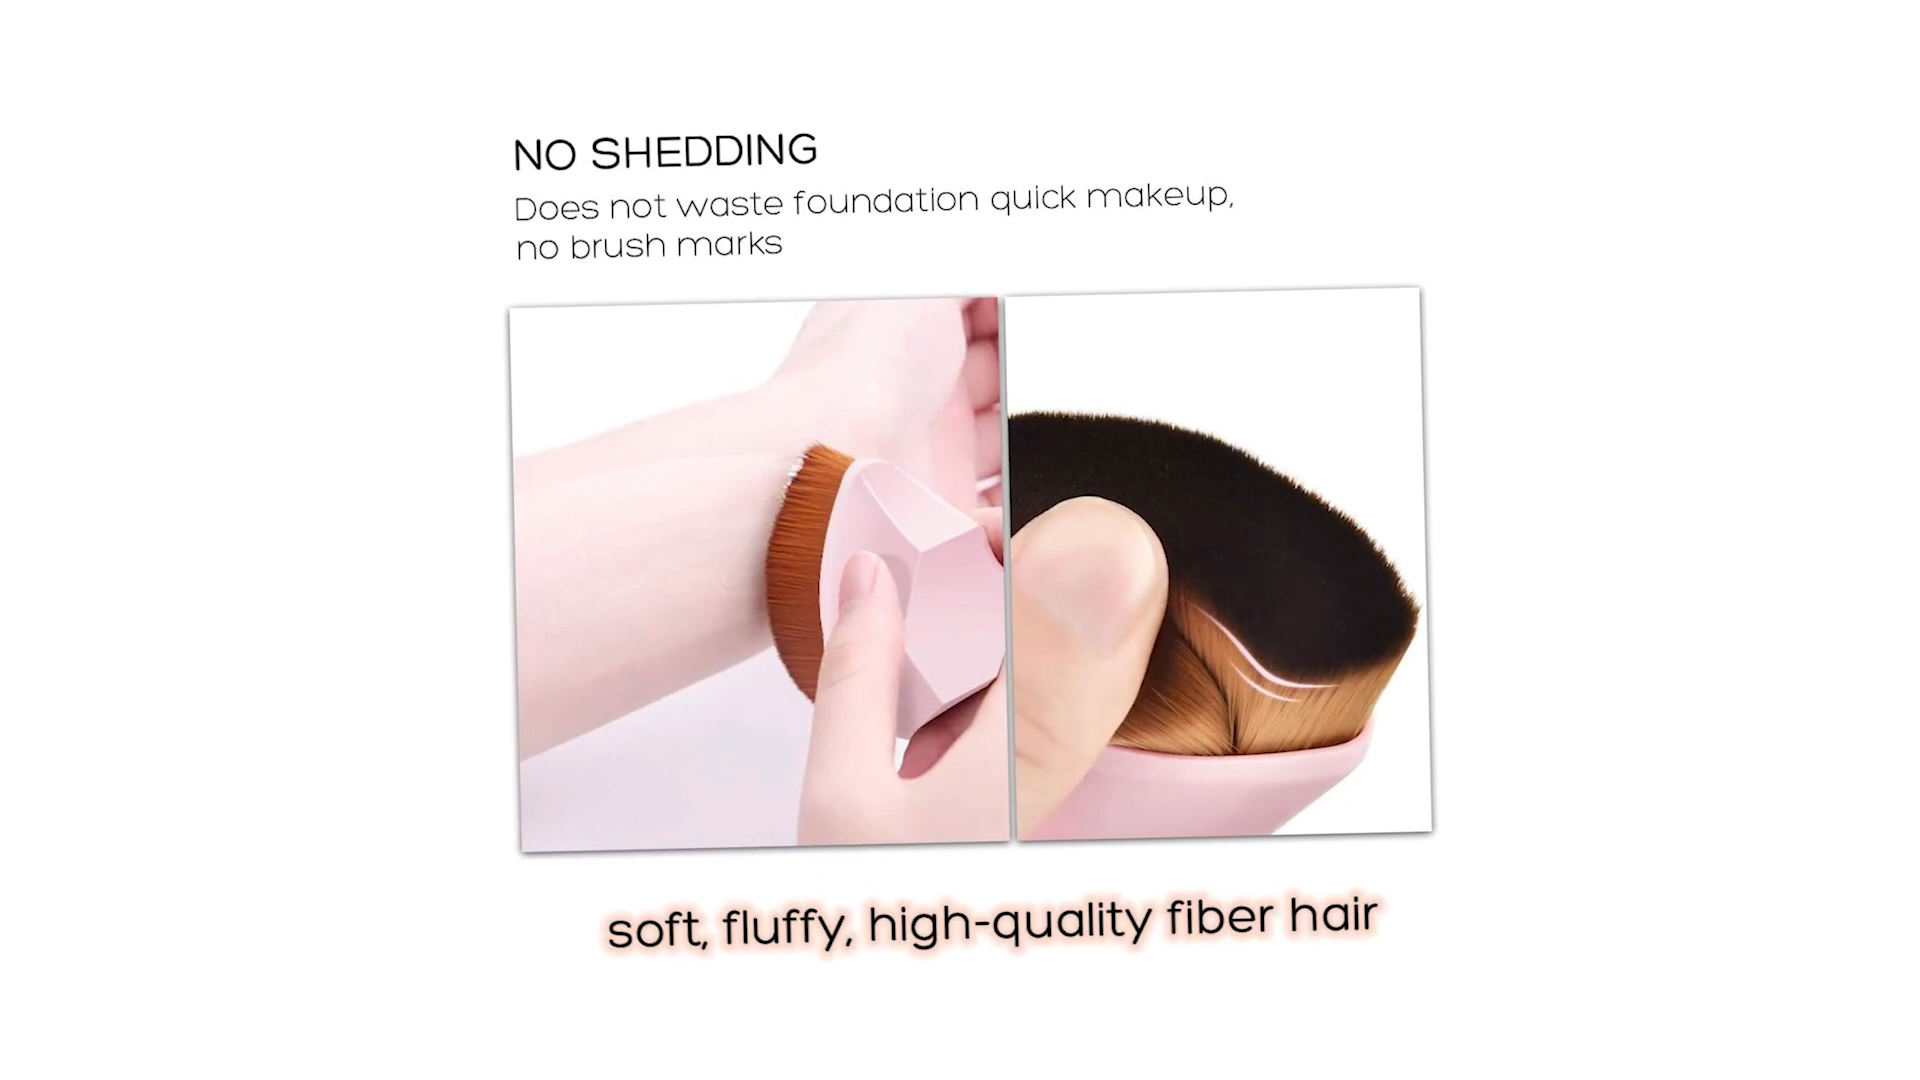 NO SHEDDING
Does not waste foundation quick makeup,
no brush marks
soft, fluffy, high-quality fiber hair